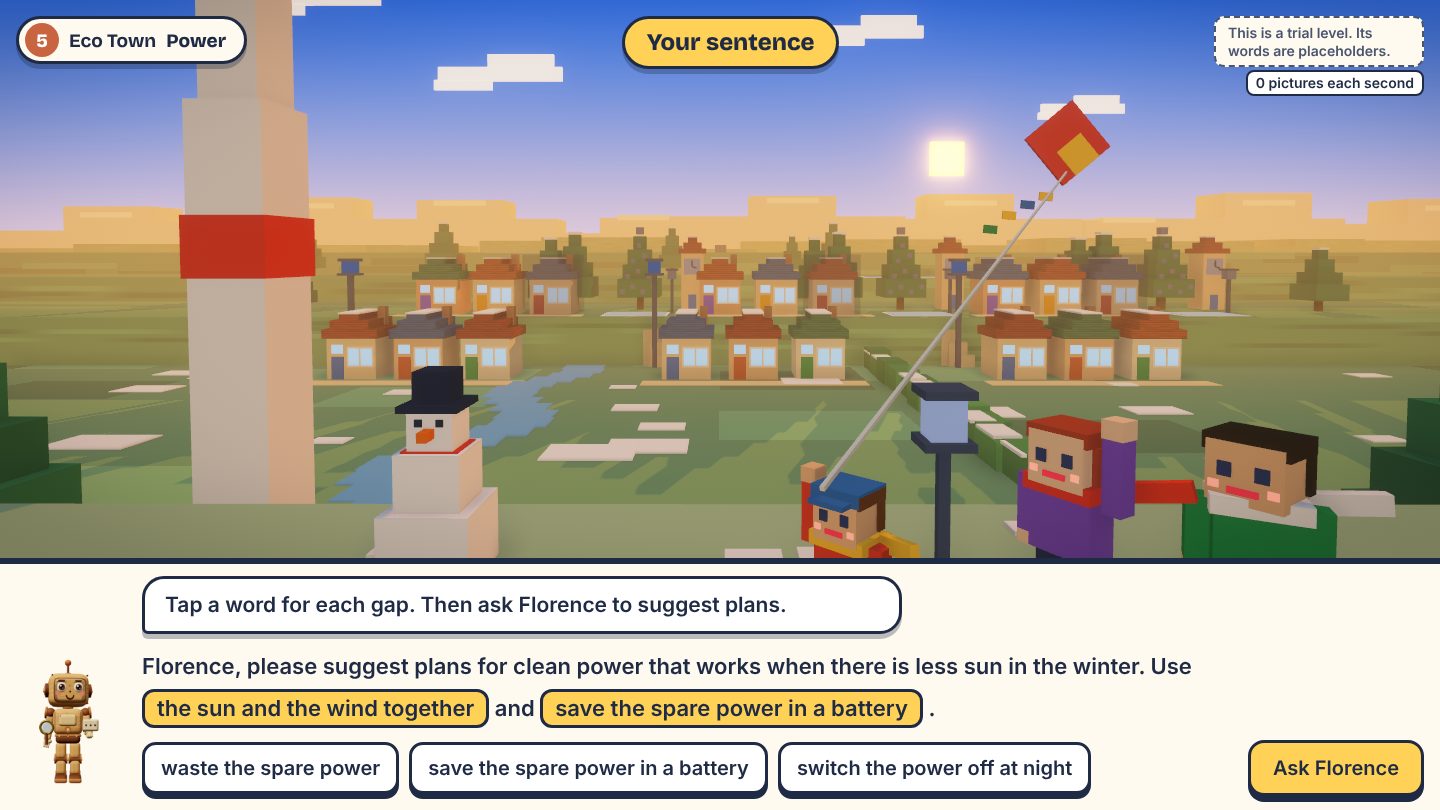 5 Eco Town Power
Your sentence
This is a trial level. Its
words are placeholders.
0 pictures each second
Tap a word for each gap. Then ask Florence to suggest plans.
Florence, please suggest plans for clean power that works when there is less sun in the winter. Use
the sun and the wind together and save the spare power in a battery .
waste the spare power
save the spare power in a battery
switch the power off at night
Ask Florence